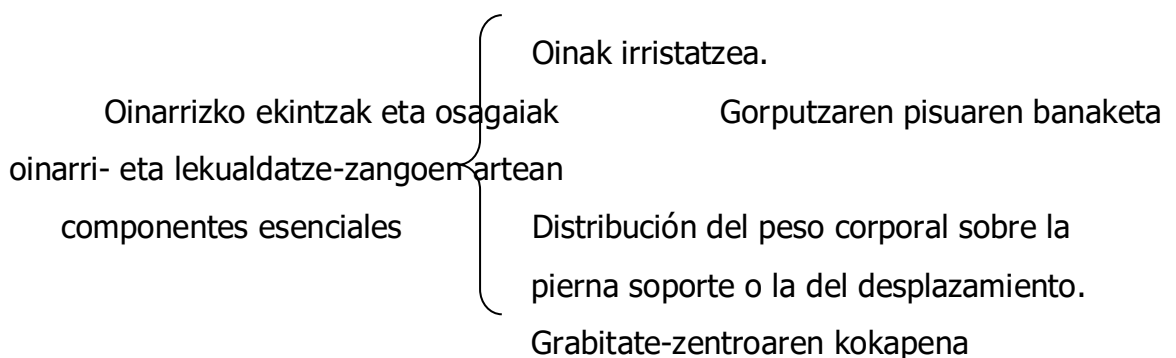 Oinak irristatzea.
Oinarrizko ekintzak eta osagaiak Gorputzaren pisuaren banaketa
oinarri- eta lekualdatze-zangoen artean
componentes esenciales Distribución del peso corporal sobre la
pierna soporte o la del desplazamiento.
Grabitate-zentroaren kokapena